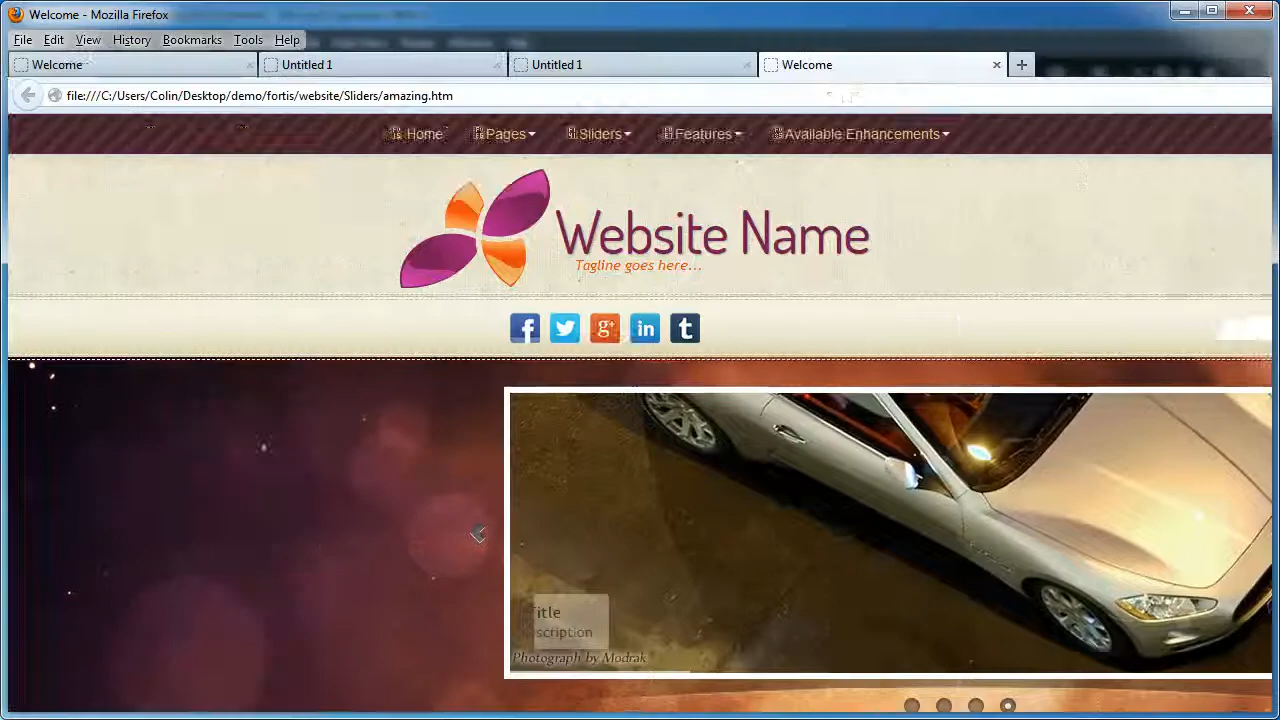 Welcome - Mozilla Firefox
File Edit View History Bookmarks Tools Help
Welcome Untitled 1 Untitled 1 Welcome
file:///C:/Users/Colin/Desktop/demo/fortis/website/Sliders/amazing.htm
Home Pages Sliders Features Available Enhancements
Website Name
Tagline goes here...
f g+ in t
Title
scription
Photograph by Modrak